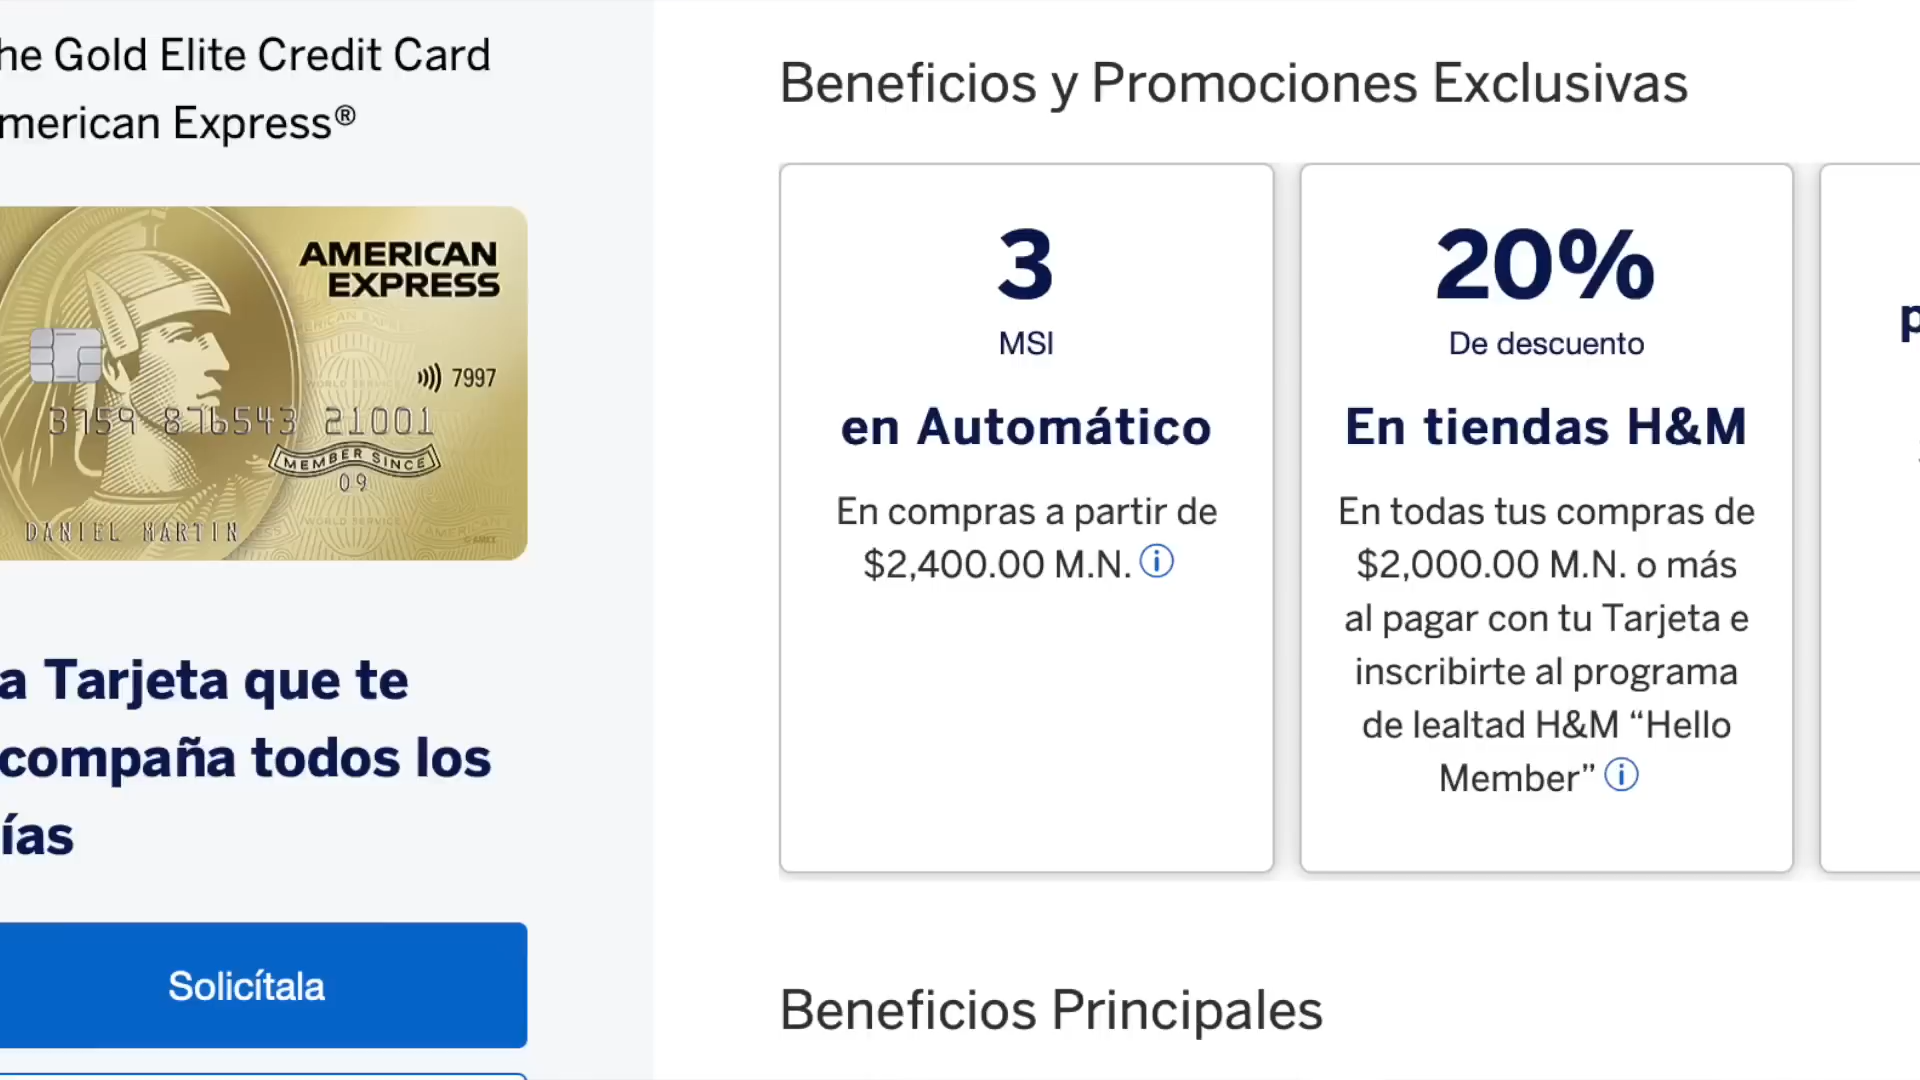 he Gold Elite Credit Card
merican Express®
AMERICAN
EXPRESS
7997
3759 876543 21001
MEMBER SINCE
09
DANIEL MARTIN
a Tarjeta que te
compaña todos los
ías
Solicítala
Beneficios y Promociones Exclusivas
3
MSI
en Automático
En compras a partir de
$2,400.00 M.N.
20%
De descuento
En tiendas H&M
En todas tus compras de
$2,000.00 M.N. o más
al pagar con tu Tarjeta e
inscribirte al programa
de lealtad H&M “Hello
Member”
p
Beneficios Principales